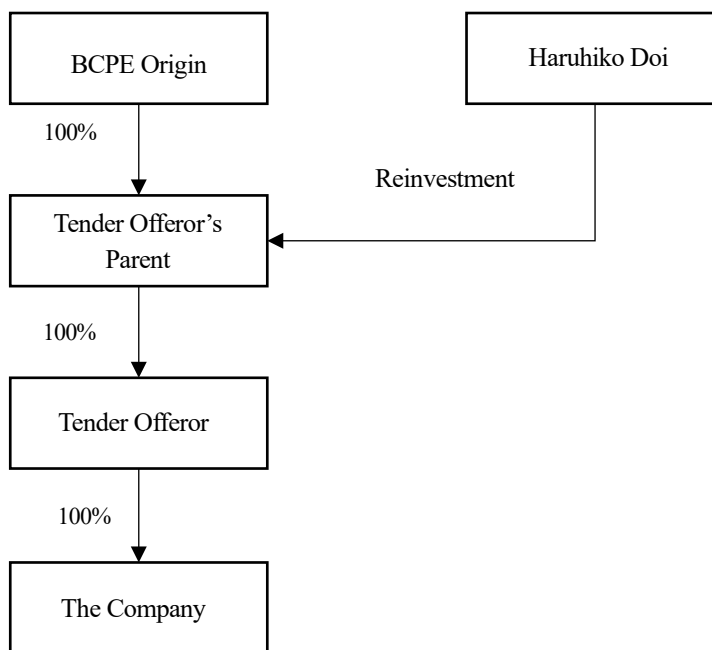 BCPE Origin
Haruhiko Doi
100%
Reinvestment
Tender Offeror’s
Parent
100%
Tender Offeror
100%
The Company